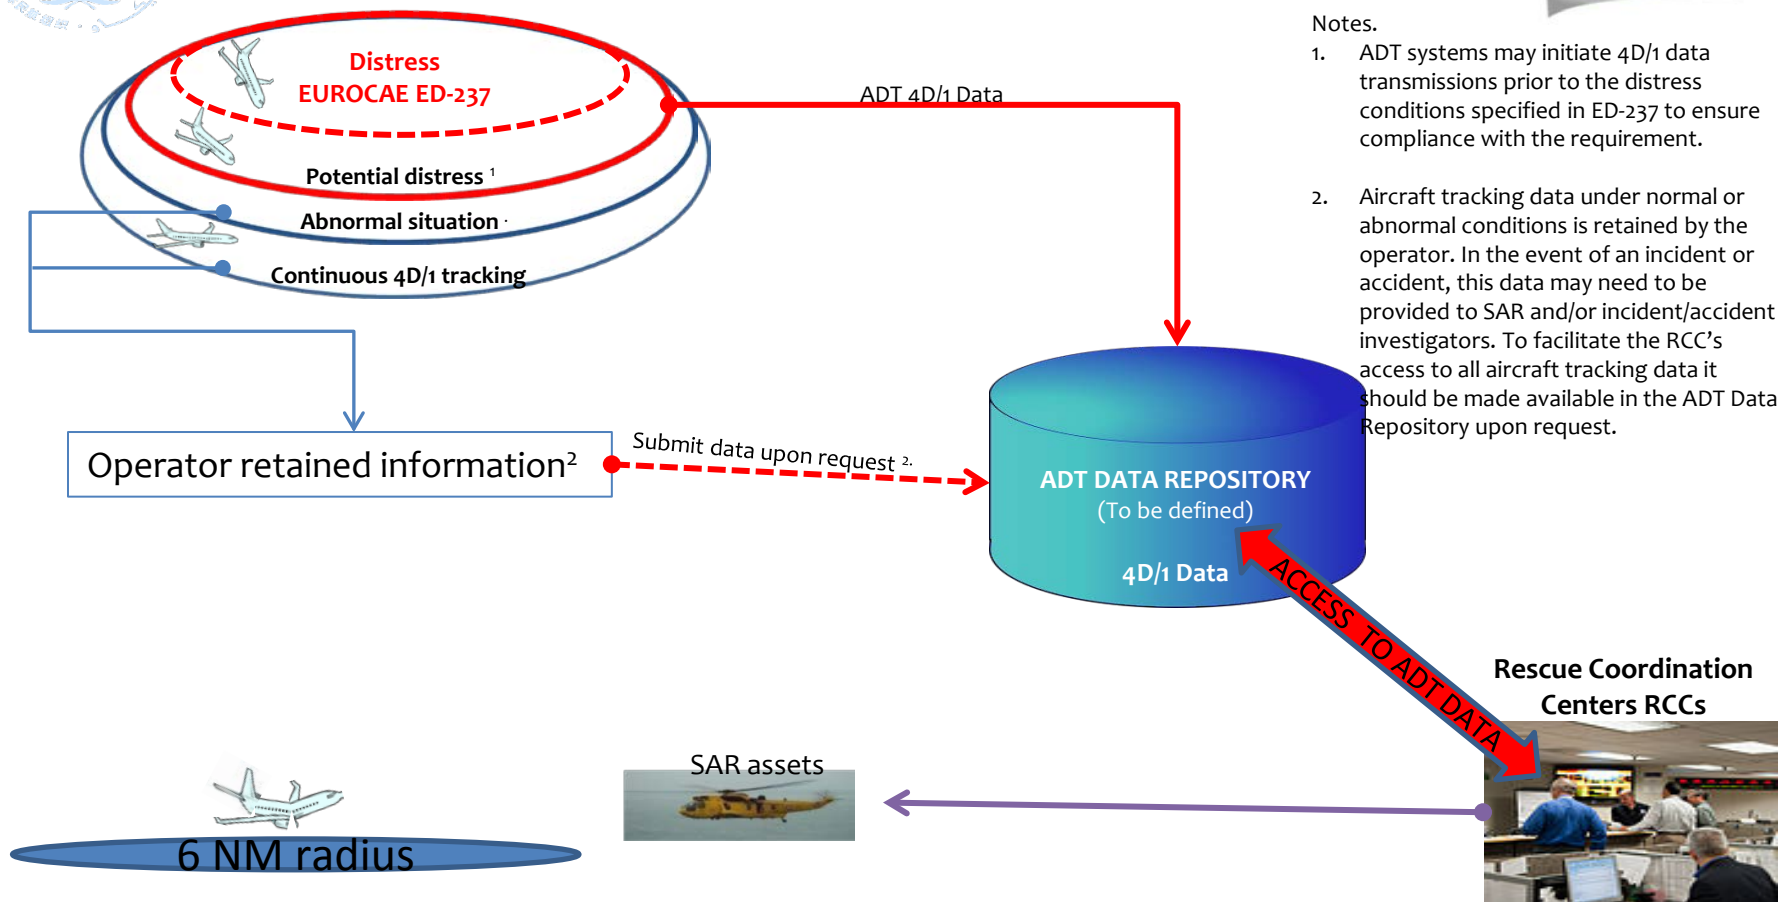 Distress
EUROCAE ED-237
Potential distress 1
Abnormal situation .
Continuous 4D/1 tracking
ADT 4D/1 Data
Notes.
1. ADT systems may initiate 4D/1 data
transmissions prior to the distress
conditions specified in ED-237 to ensure
compliance with the requirement.
2. Aircraft tracking data under normal or
abnormal conditions is retained by the
operator. In the event of an incident or
accident, this data may need to be
provided to SAR and/or incident/accident
investigators. To facilitate the RCC’s
access to all aircraft tracking data it
should be made available in the ADT Data
Repository upon request.
Operator retained information2
Submit data upon request 2.
ADT DATA REPOSITORY
(To be defined)
4D/1 Data
ACCESS TO ADT DATA
Rescue Coordination
Centers RCCs
SAR assets
6 NM radius